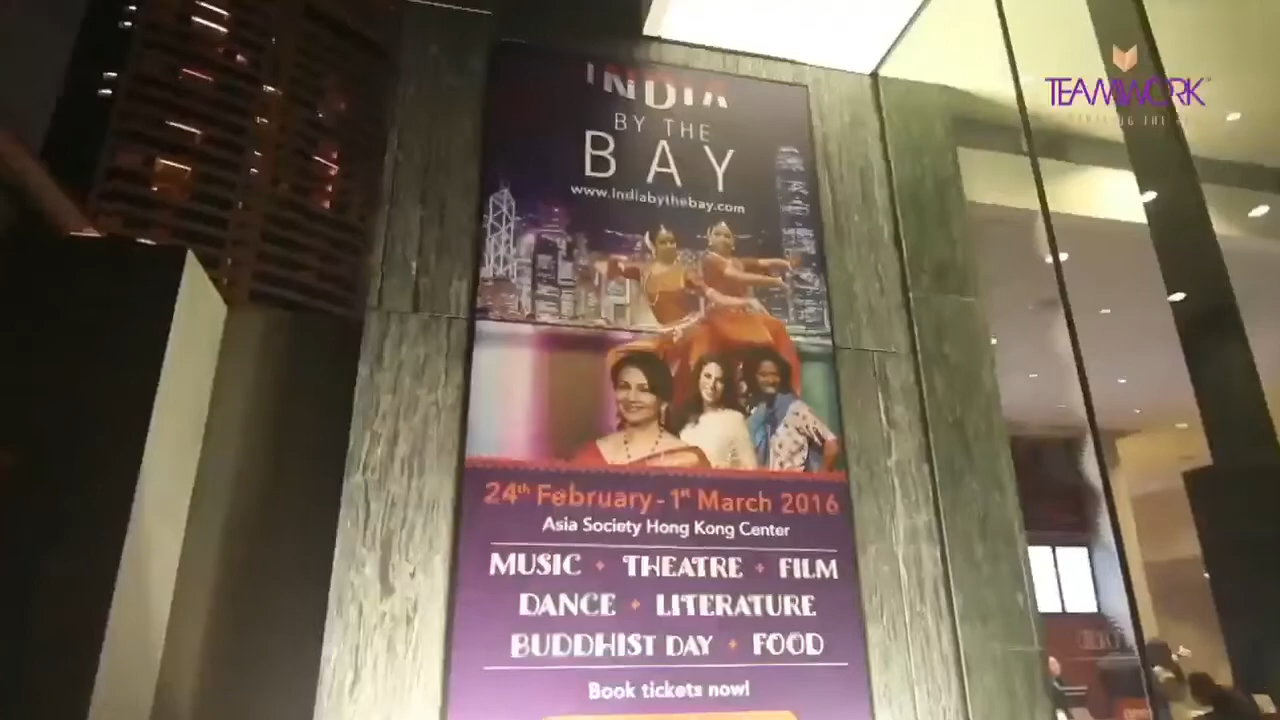 INDIA
BY THE
BAY
www.Indiabythebay.com
24th February - 1st March 2016
Asia Society Hong Kong Center
MUSIC + THEATRE + FILM
DANCE + LITERATURE
BUDDHIST DAY + FOOD
Book tickets now!
TEAMWORK